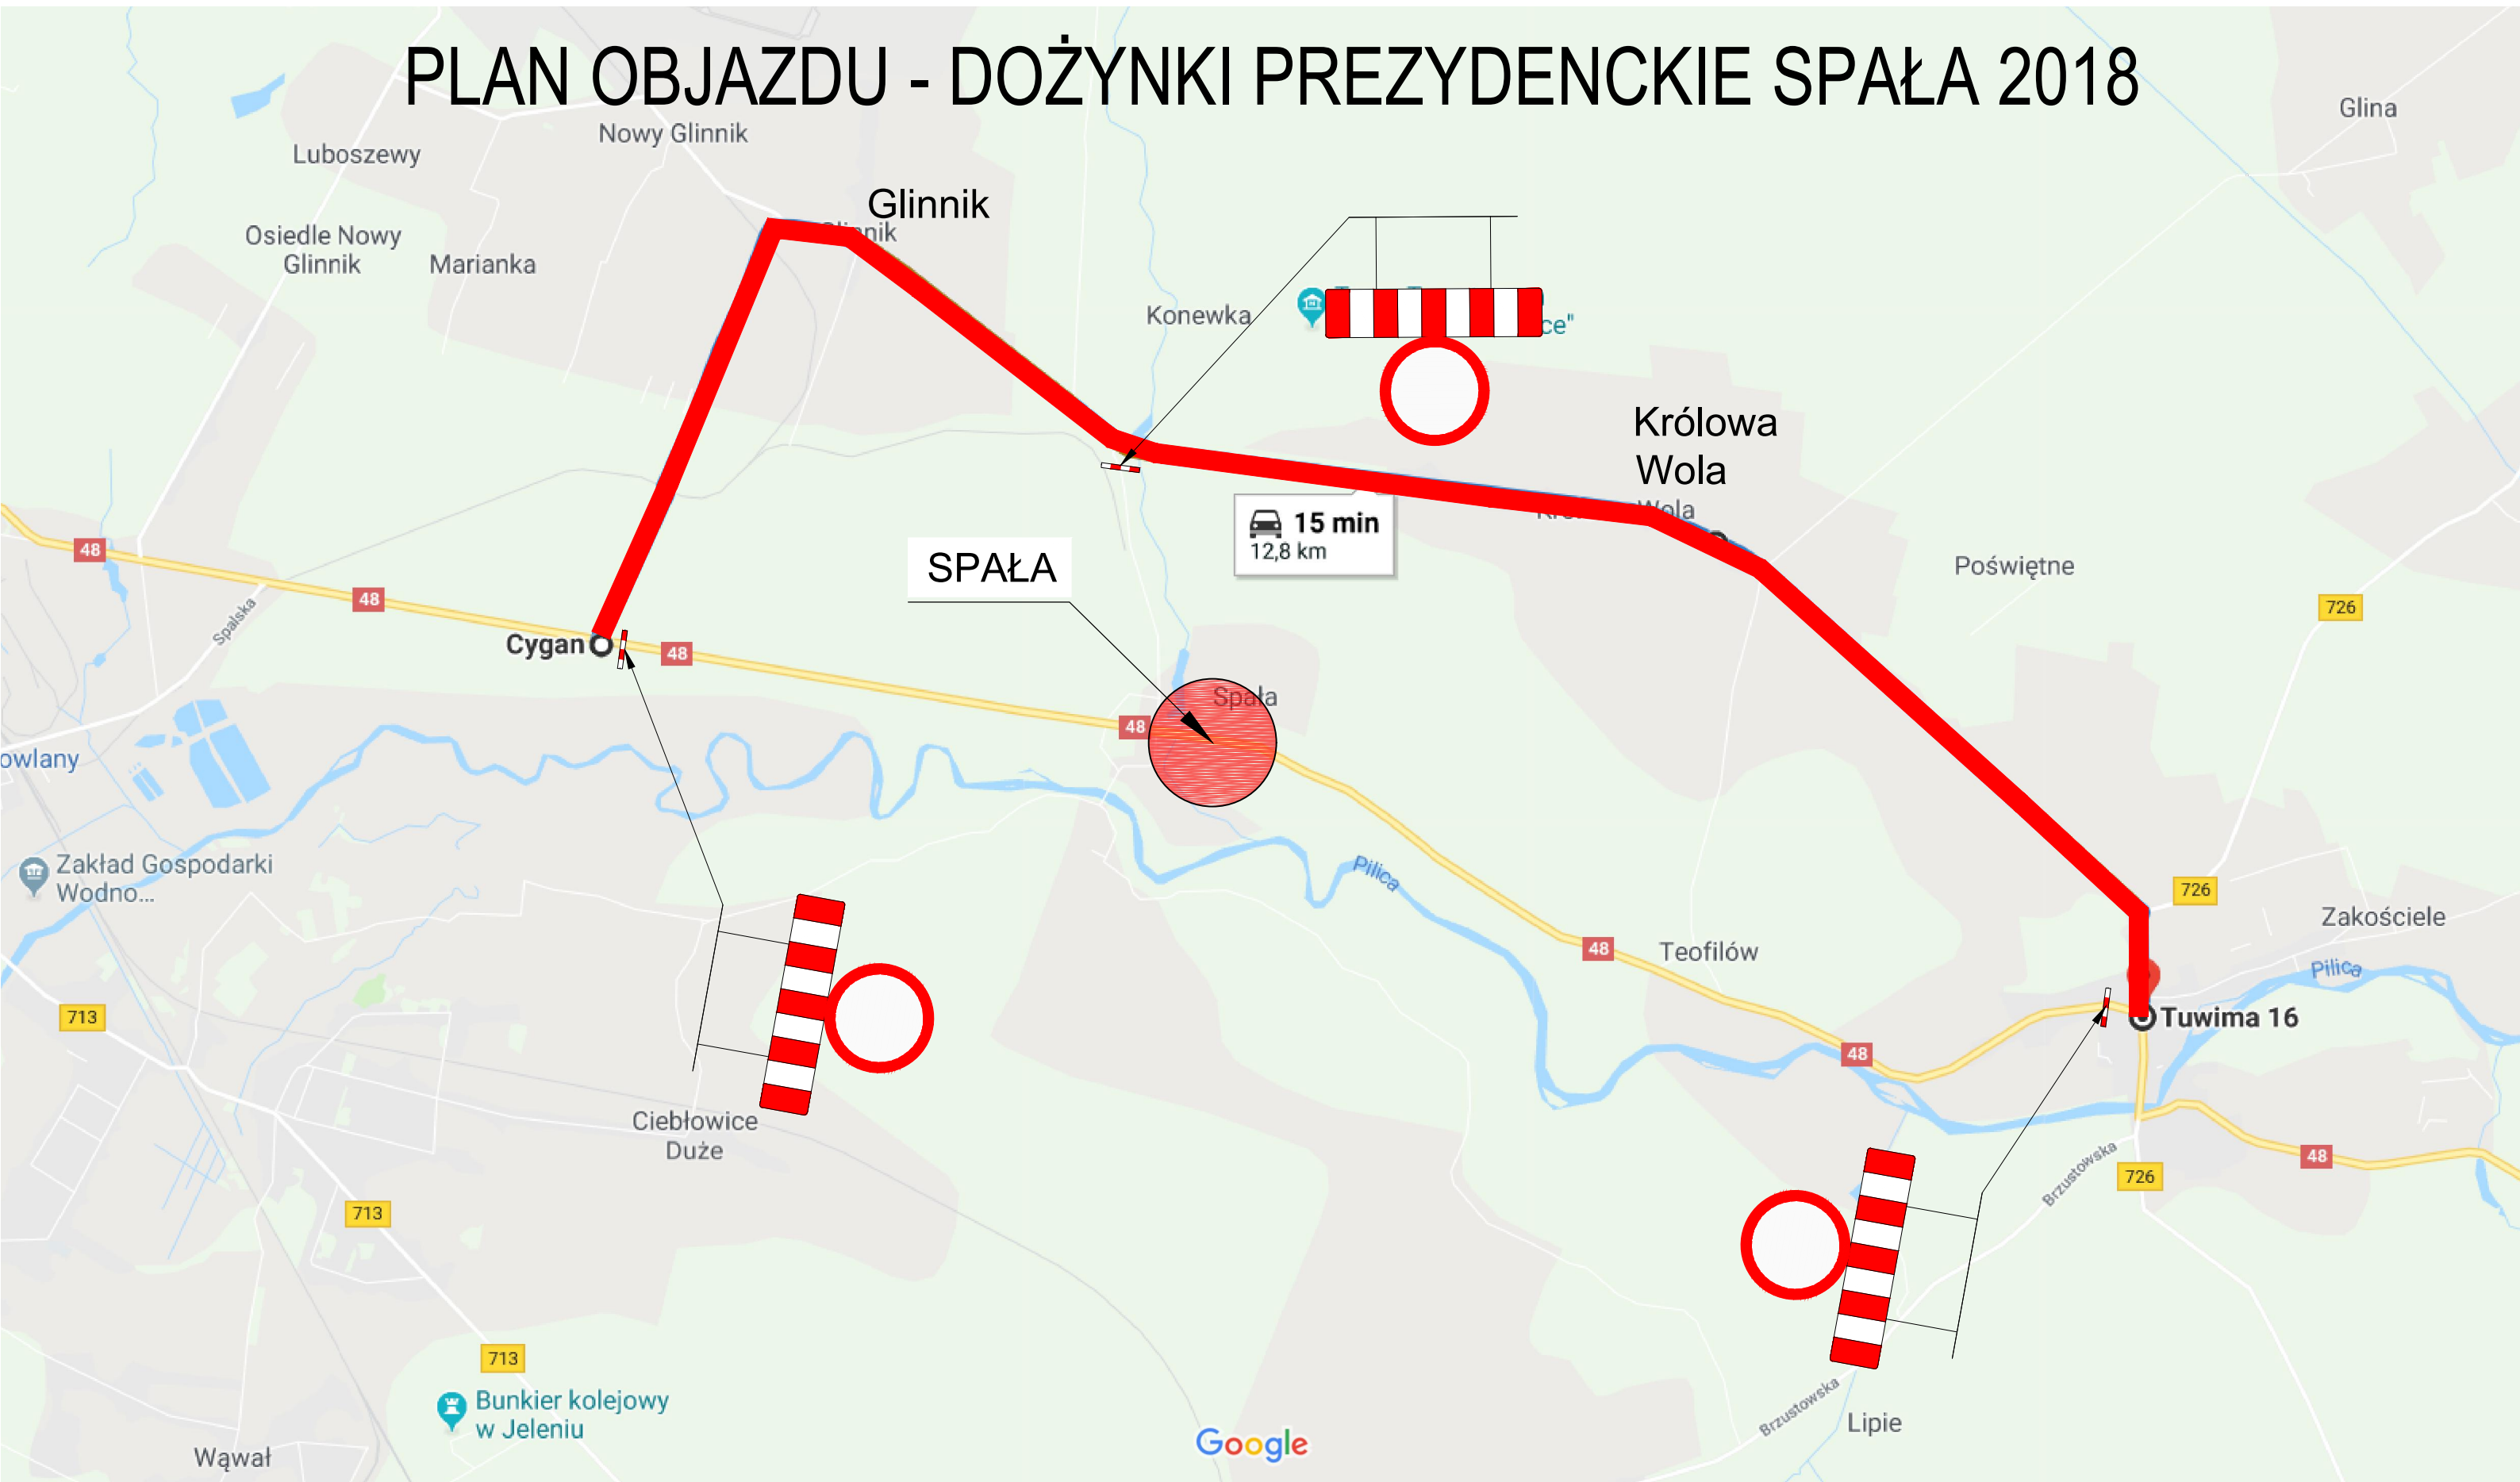 PLAN OBJAZDU - DOŻYNKI PREZYDENCKIE SPAŁA 2018
Glina
Nowy Glinnik
Luboszewy
Glinnik
Osiedle Nowy
Glinnik
Marianka
Konewka
ce"
Królowa
Wola
Wola
15 min
12,8 km
48
SPAŁA
Poświętne
48
726
Spalska
Cygan
48
Spała
48
owlany
Zakład Gospodarki
Wodno...
Pilica
726
Zakościele
48
Teofilów
Pilica
713
Tuwima 16
48
Ciebłowice
Duże
48
Brzustowska
726
713
713
Bunkier kolejowy
w Jeleniu
Brzustowska
Lipie
Google
Wąwał